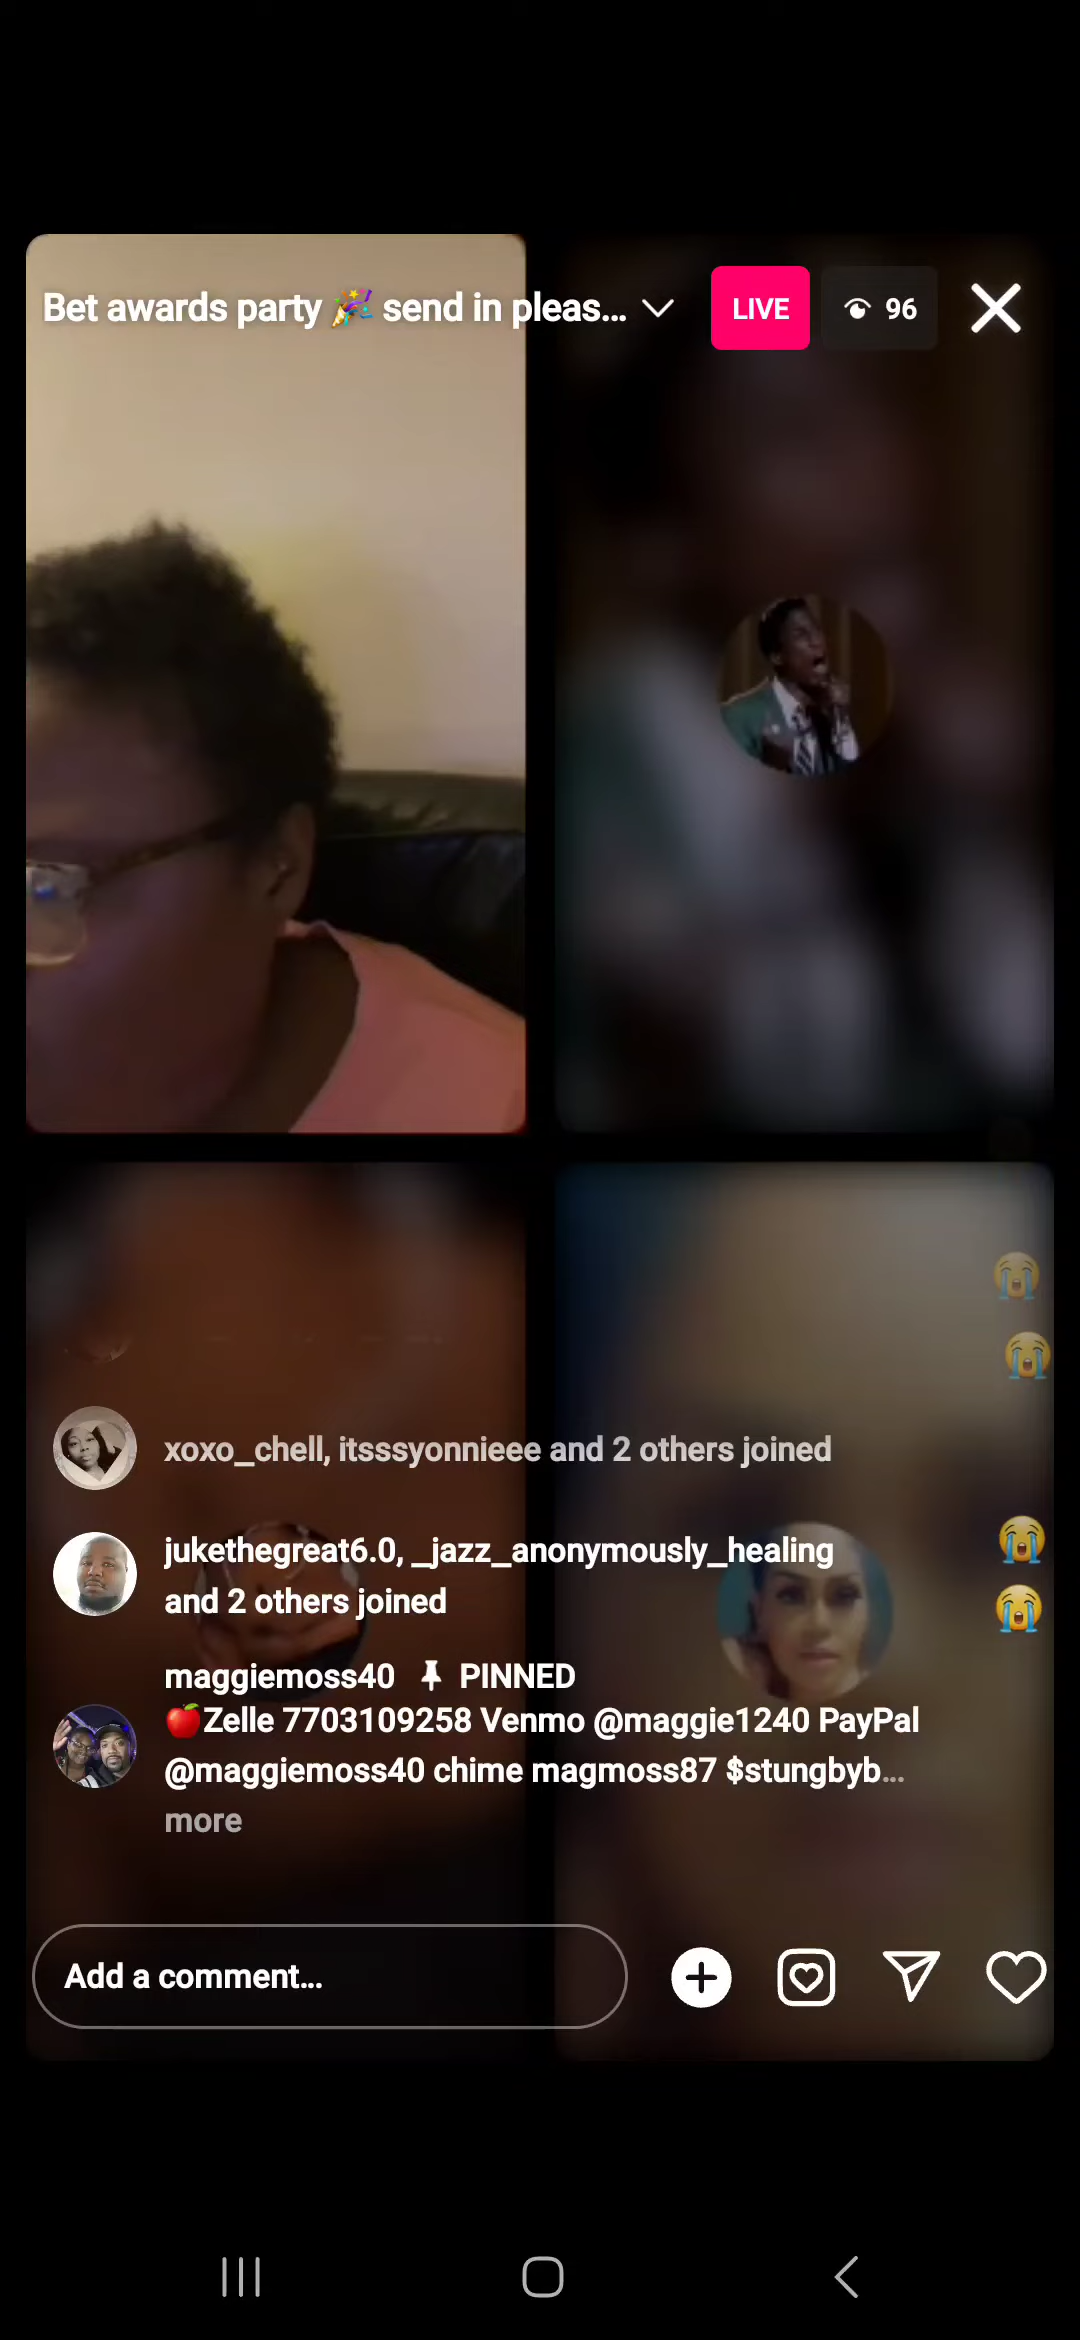 Bet awards party 🎉 send in pleas...
LIVE
96
xoxo_chell, itsssyonnieee and 2 others joined
jukethegreat6.0, _jazz_anonymously_healing
and 2 others joined
maggiemoss40 📌 PINNED
🍎Zelle 7703109258 Venmo @maggie1240 PayPal
@maggiemoss40 chime magmoss87 $stungbyb...
more
Add a comment...